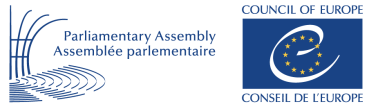 Parliamentary Assembly
Assemblée parlementaire
COUNCIL OF EUROPE
CONSEIL DE L'EUROPE